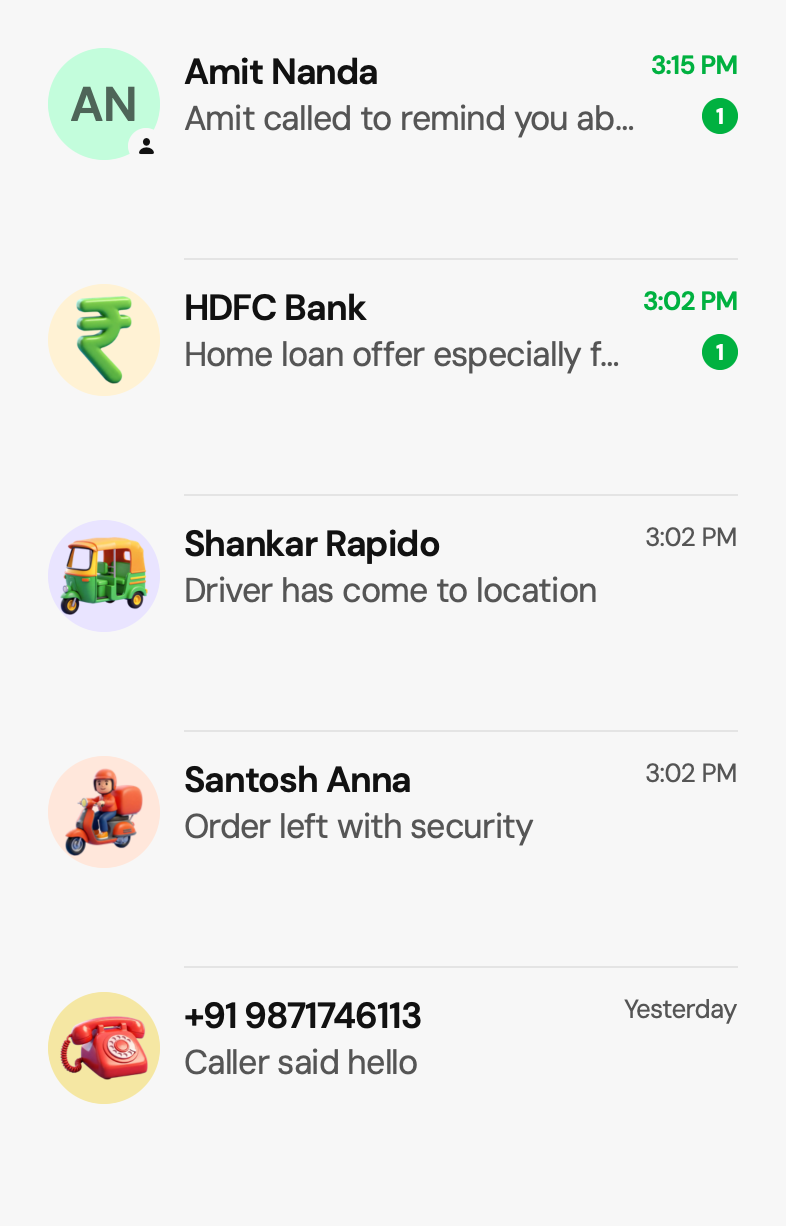 AN
Amit Nanda
3:15 PM
Amit called to remind you ab...
1
₹
HDFC Bank
3:02 PM
Home loan offer especially f...
1
Shankar Rapido
3:02 PM
Driver has come to location
Santosh Anna
3:02 PM
Order left with security
+91 9871746113
Yesterday
Caller said hello